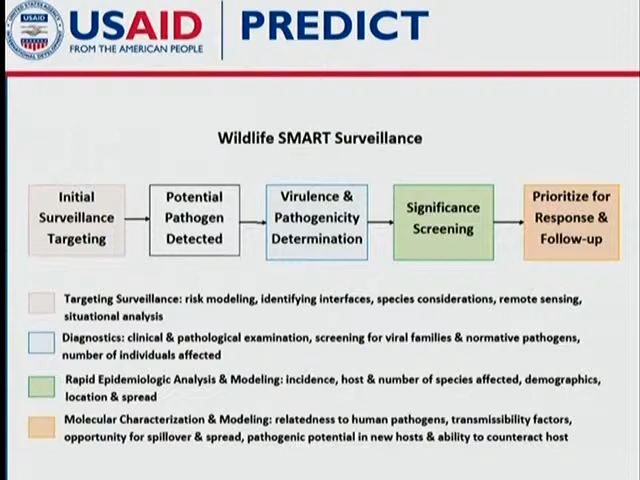 USAID
USAID
FROM THE AMERICAN PEOPLE
PREDICT
Wildlife SMART Surveillance
Initial
Surveillance
Targeting
Potential
Pathogen
Detected
Virulence &
Pathogenicity
Determination
Significance
Screening
Prioritize for
Response &
Follow-up
Targeting Surveillance: risk modeling, identifying interfaces, species considerations, remote sensing,
situational analysis
Diagnostics: clinical & pathological examination, screening for viral families & normative pathogens,
number of individuals affected
Rapid Epidemiologic Analysis & Modeling: incidence, host & number of species affected, demographics,
location & spread
Molecular Characterization & Modeling: relatedness to human pathogens, transmissibility factors,
opportunity for spillover & spread, pathogenic potential in new hosts & ability to counteract host